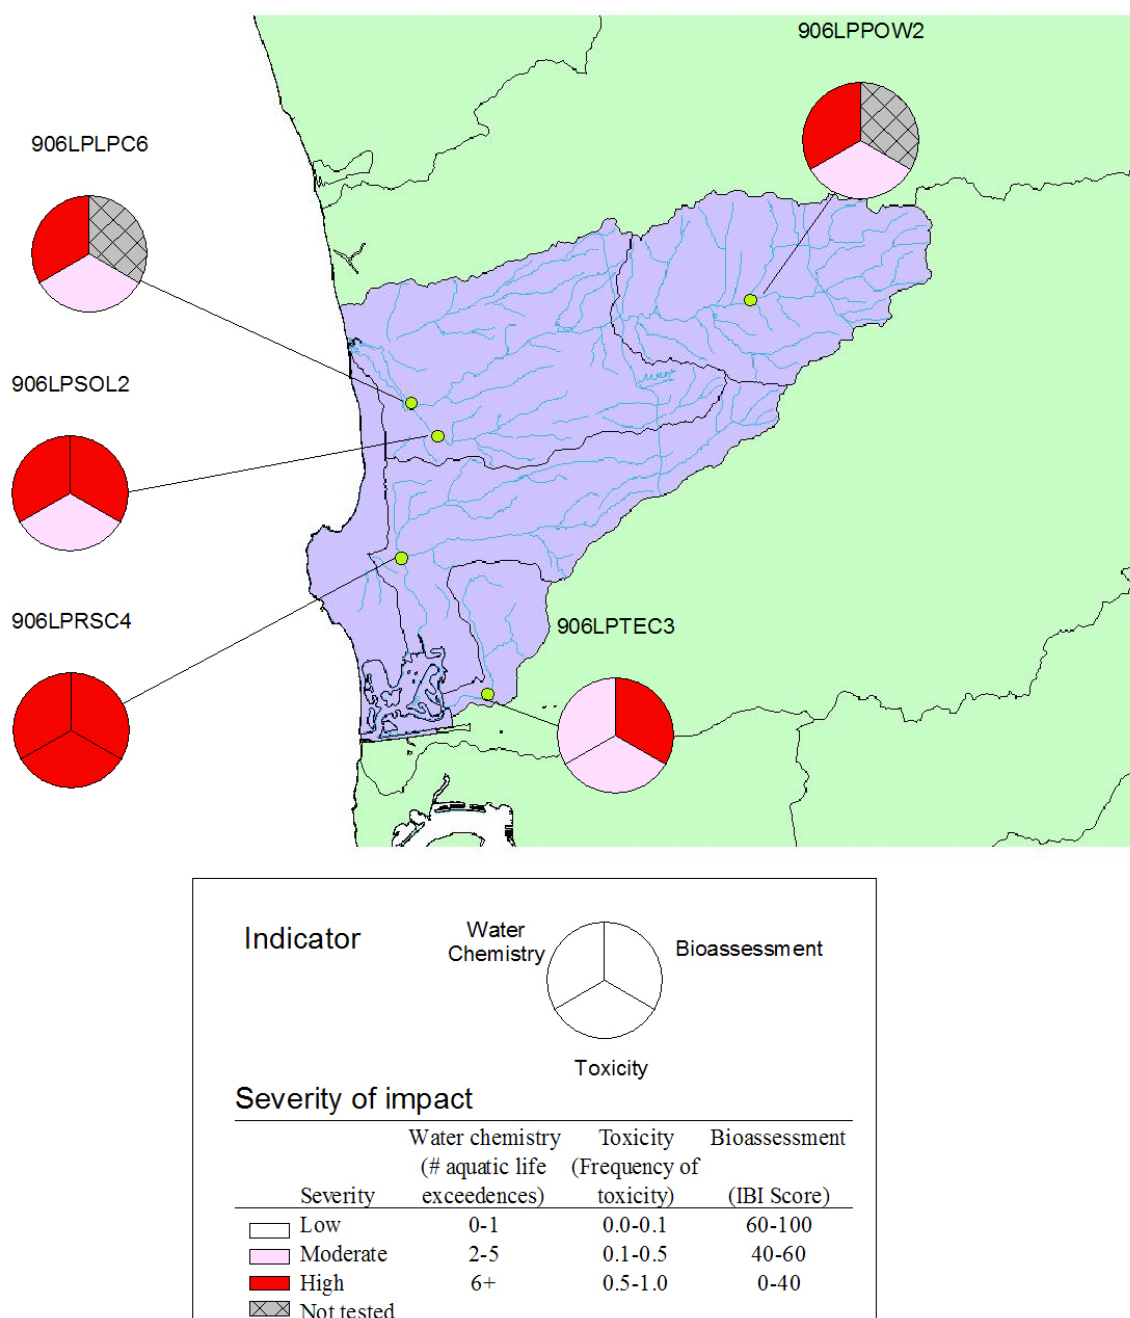 906LPPOW2
906LPLPC6
906LPSOL2
906LPRSC4
906LPTEC3
Indicator
Water
Chemistry
Bioassessment
Toxicity
Severity of impact
Water chemistry Toxicity Bioassessment
(# aquatic life (Frequency of
Severity exceedences) toxicity) (IBI Score)
Low 0-1 0.0-0.1 60-100
Moderate 2-5 0.1-0.5 40-60
High 6+ 0.5-1.0 0-40
Not tested